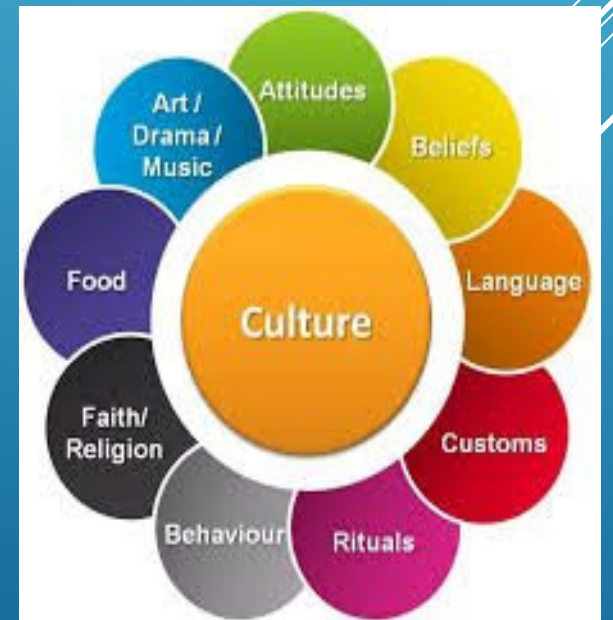 Culture
Attitudes
Beliefs
Language
Customs
Rituals
Behaviour
Faith/
Religion
Food
Art /
Drama /
Music